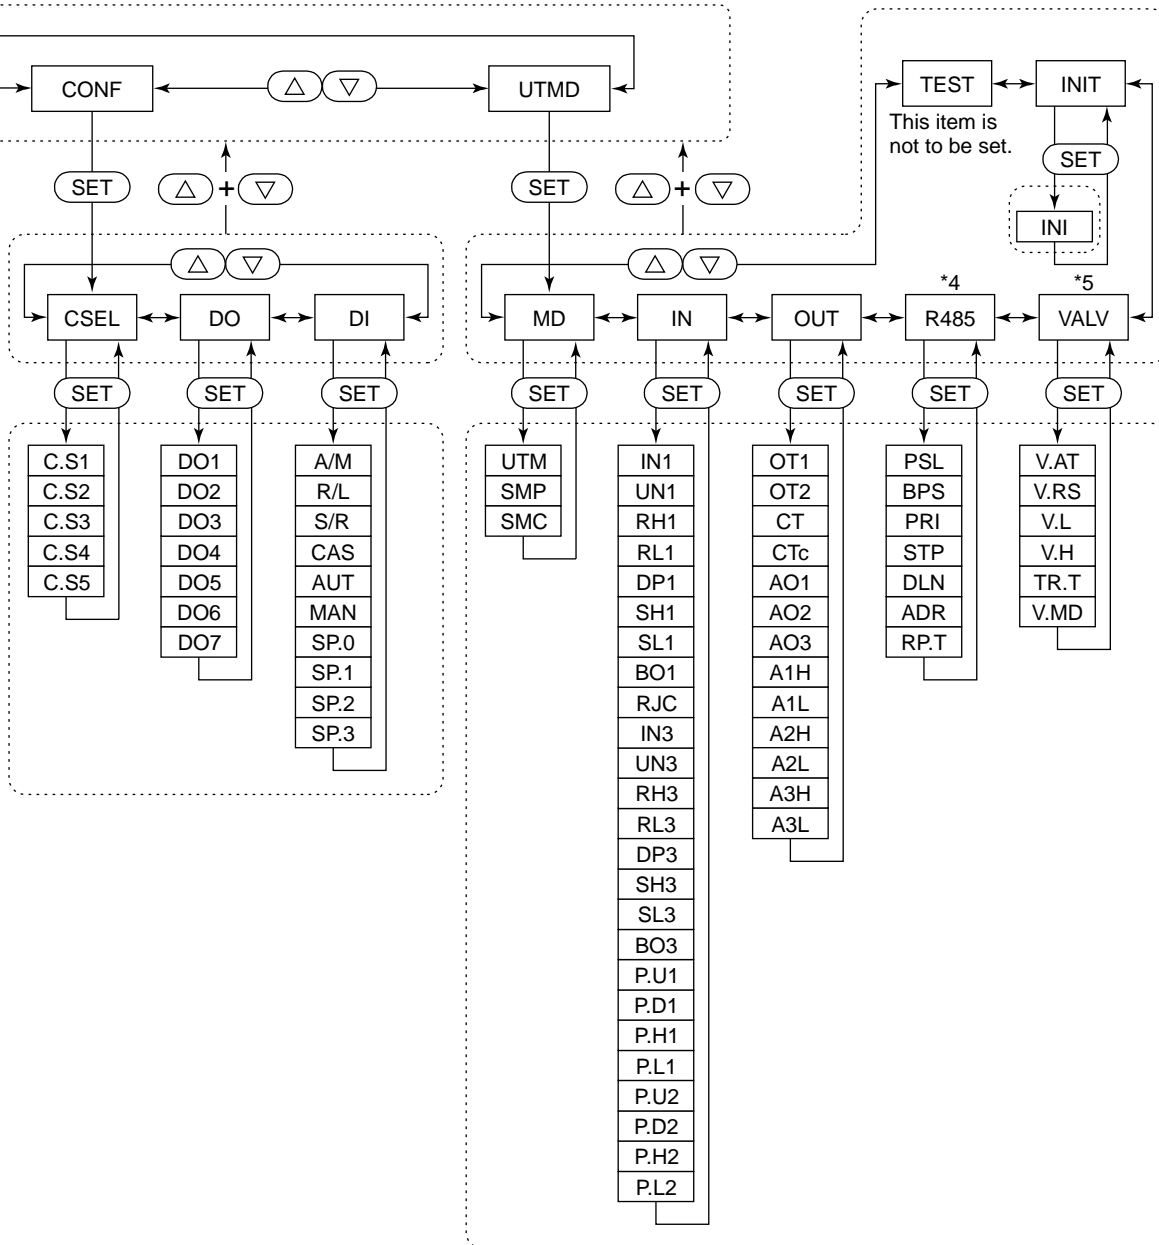 CONF
UTMD
TEST
INIT
This item is
not to be set.
SET
INI
SET
+
SET
+
CSEL
DO
DI
MD
IN
OUT
*4
R485
*5
VALV
SET
SET
SET
SET
SET
SET
SET
SET
C.S1
C.S2
C.S3
C.S4
C.S5
DO1
DO2
DO3
DO4
DO5
DO6
DO7
A/M
R/L
S/R
CAS
AUT
MAN
SP.0
SP.1
SP.2
SP.3
UTM
SMP
SMC
IN1
UN1
RH1
RL1
DP1
SH1
SL1
BO1
RJC
IN3
UN3
RH3
RL3
DP3
SH3
SL3
BO3
P.U1
P.D1
P.H1
P.L1
P.U2
P.D2
P.H2
P.L2
OT1
OT2
CT
CTc
AO1
AO2
AO3
A1H
A1L
A2H
A2L
A3H
A3L
PSL
BPS
PRI
STP
DLN
ADR
RP.T
V.AT
V.RS
V.L
V.H
TR.T
V.MD